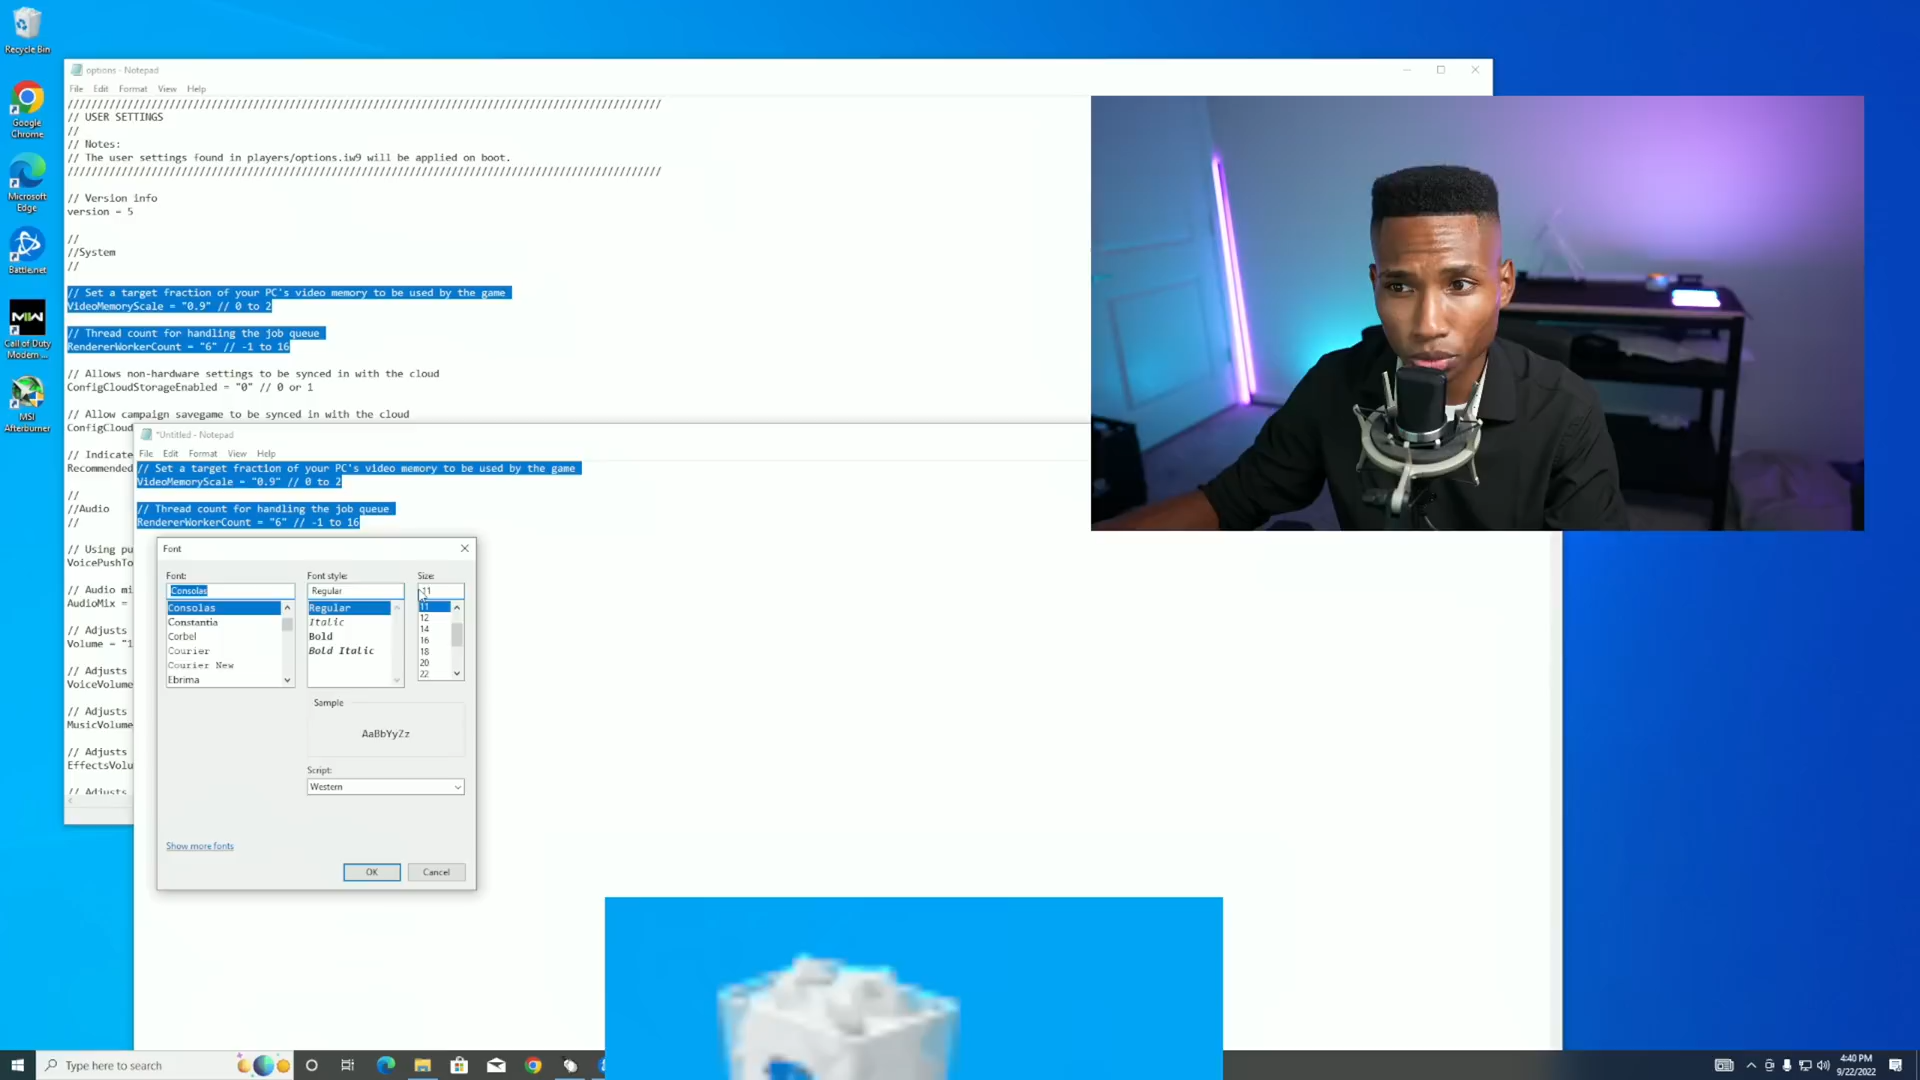 Recycle Bin
Google
Chrome
Microsoft
Edge
Battle.net
MW
Call of Duty
Modern ...
MSI
Afterburner
options - Notepad
File Edit Format View Help
////////////////////////////////////////////////////////////////////////////////////////////////////
// USER SETTINGS
//
// Notes:
// The user settings found in players/options.iw9 will be applied on boot.
////////////////////////////////////////////////////////////////////////////////////////////////////
// Version info
version = 5
//
//System
//
// Set a target fraction of your PC's video memory to be used by the game
VideoMemoryScale = "0.9" // 0 to 2
// Thread count for handling the job queue
RendererWorkerCount = "6" // -1 to 16
// Allows non-hardware settings to be synced in with the cloud
ConfigCloudStorageEnabled = "0" // 0 or 1
// Allow campaign savegame to be synced in with the cloud
ConfigCloud
// Indicate
Recommended
//
//Audio
//
// Using pu
VoicePushTo
// Audio mi
AudioMix =
// Adjusts
Volume = "1
// Adjusts
VoiceVolume
// Adjusts
MusicVolume
// Adjusts
EffectsVolu
// Adjusts
*Untitled - Notepad
File Edit Format View Help
// Set a target fraction of your PC's video memory to be used by the game
VideoMemoryScale = "0.9" // 0 to 2
// Thread count for handling the job queue
RendererWorkerCount = "6" // -1 to 16
Font
Font: Font style: Size:
Consolas Regular 11
Consolas Regular 11
Constantia Italic 12
Corbel Bold 14
Courier Bold Italic 16
Courier New 18
Ebrima 20
22
Sample
AaBbYyZz
Script:
Western
Show more fonts
OK Cancel
Type here to search
4:40 PM
9/22/2022